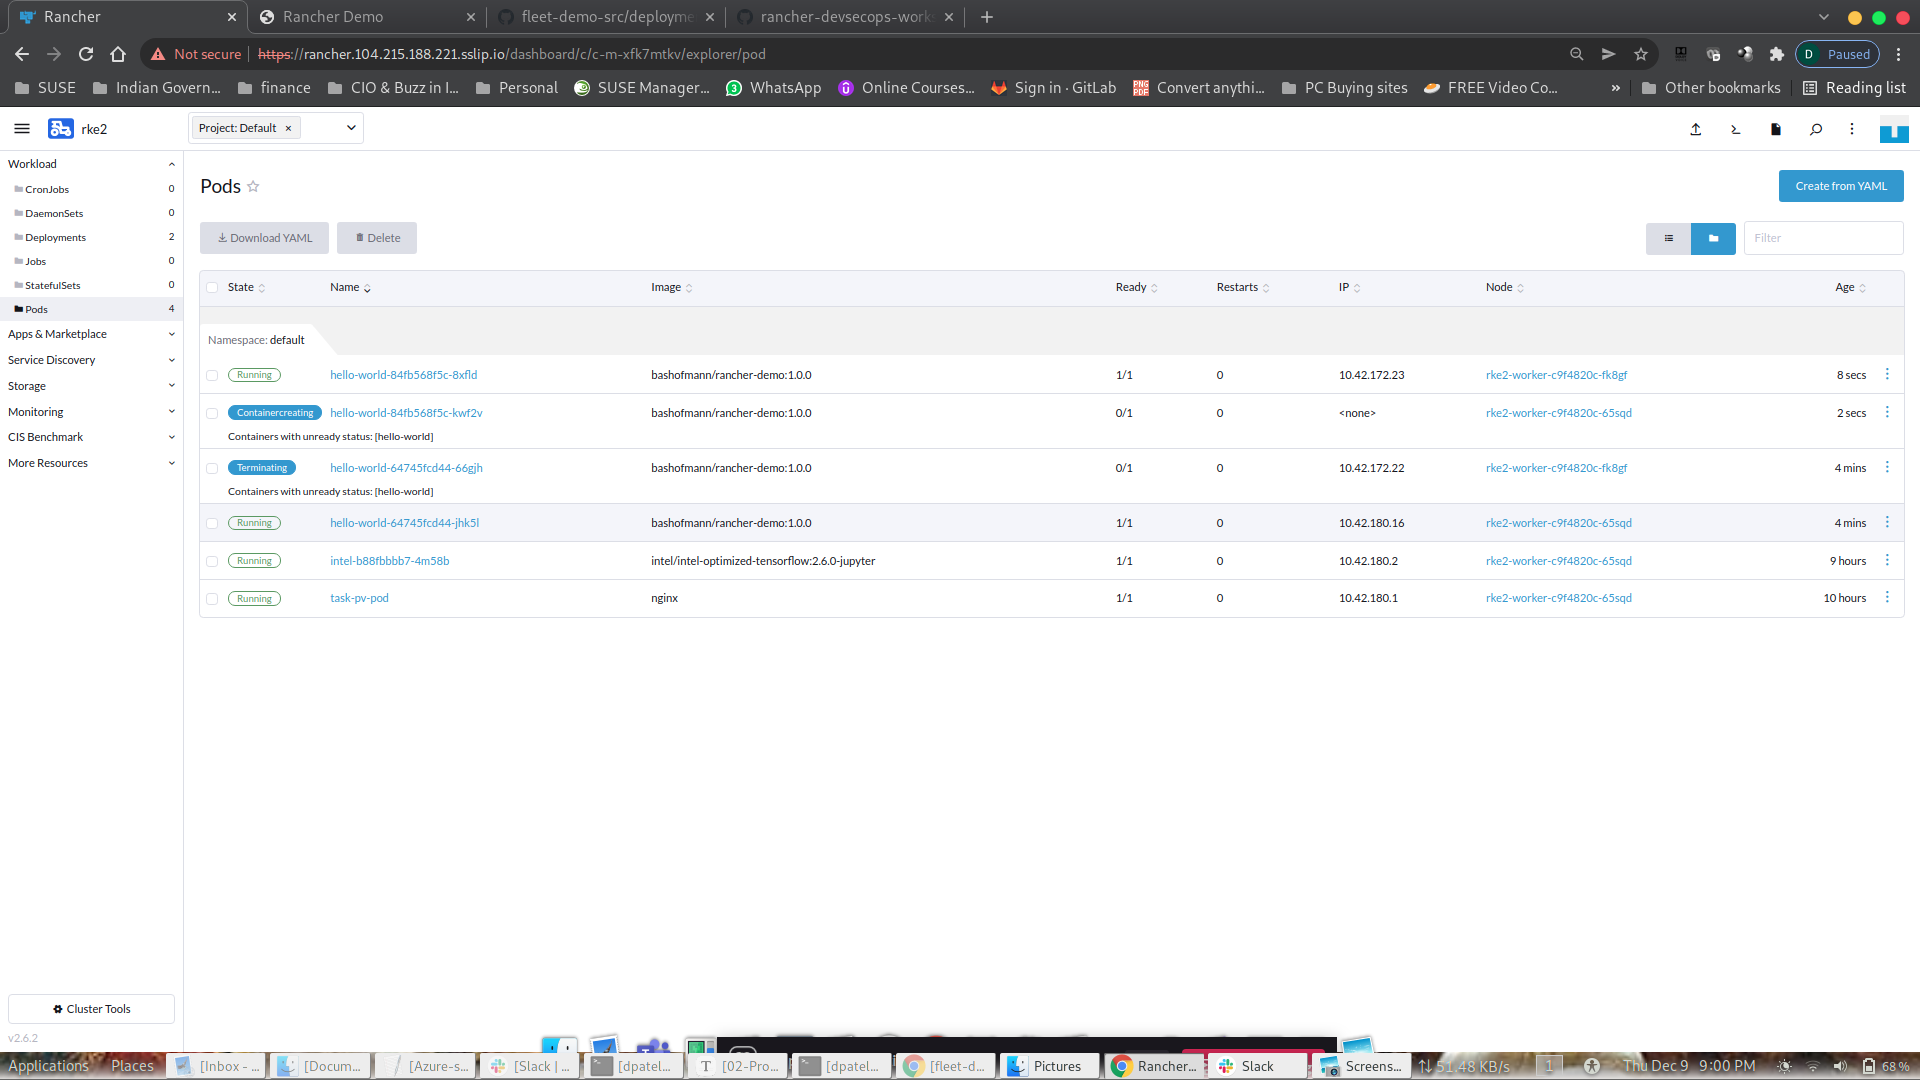 Rancher
Rancher Demo
fleet-demo-src/deployme
rancher-devsecops-work
Not secure
https://rancher.104.215.188.221.sslip.io/dashboard/c/c-m-xfk7mtkv/explorer/pod
D Paused
SUSE
Indian Govern...
finance
CIO & Buzz in I...
Personal
SUSE Manager...
WhatsApp
Online Courses...
Sign in · GitLab
Convert anythi...
PC Buying sites
FREE Video Co...
»
Other bookmarks
Reading list
rke2
Project: Default ×
Workload
CronJobs 0
DaemonSets 0
Deployments 2
Jobs 0
StatefulSets 0
Pods 4
Apps & Marketplace
Service Discovery
Storage
Monitoring
CIS Benchmark
More Resources
Cluster Tools
v2.6.2
Pods
Create from YAML
Download YAML
Delete
Filter
State Name Image Ready Restarts IP Node Age
Namespace: default
Running hello-world-84fb568f5c-8xfld bashofmann/rancher-demo:1.0.0 1/1 0 10.42.172.23 rke2-worker-c9f4820c-fk8gf 8 secs
Containercreating hello-world-84fb568f5c-kwf2v bashofmann/rancher-demo:1.0.0 0/1 0 <none> rke2-worker-c9f4820c-65sqd 2 secs
Containers with unready status: [hello-world]
Terminating hello-world-64745fcd44-66gjh bashofmann/rancher-demo:1.0.0 0/1 0 10.42.172.22 rke2-worker-c9f4820c-fk8gf 4 mins
Containers with unready status: [hello-world]
Running hello-world-64745fcd44-jhk5l bashofmann/rancher-demo:1.0.0 1/1 0 10.42.180.16 rke2-worker-c9f4820c-65sqd 4 mins
Running intel-b88fbbbb7-4m58b intel/intel-optimized-tensorflow:2.6.0-jupyter 1/1 0 10.42.180.2 rke2-worker-c9f4820c-65sqd 9 hours
Running task-pv-pod nginx 1/1 0 10.42.180.1 rke2-worker-c9f4820c-65sqd 10 hours
Applications
Places
[Inbox - ...
[Docum...
[Azure-s...
[Slack | ...
[dpatel...
[02-Pro...
[dpatel...
[fleet-d...
Pictures
Rancher...
Slack
Screens...
51.48 KB/s
1
Thu Dec 9 9:00 PM
68 %